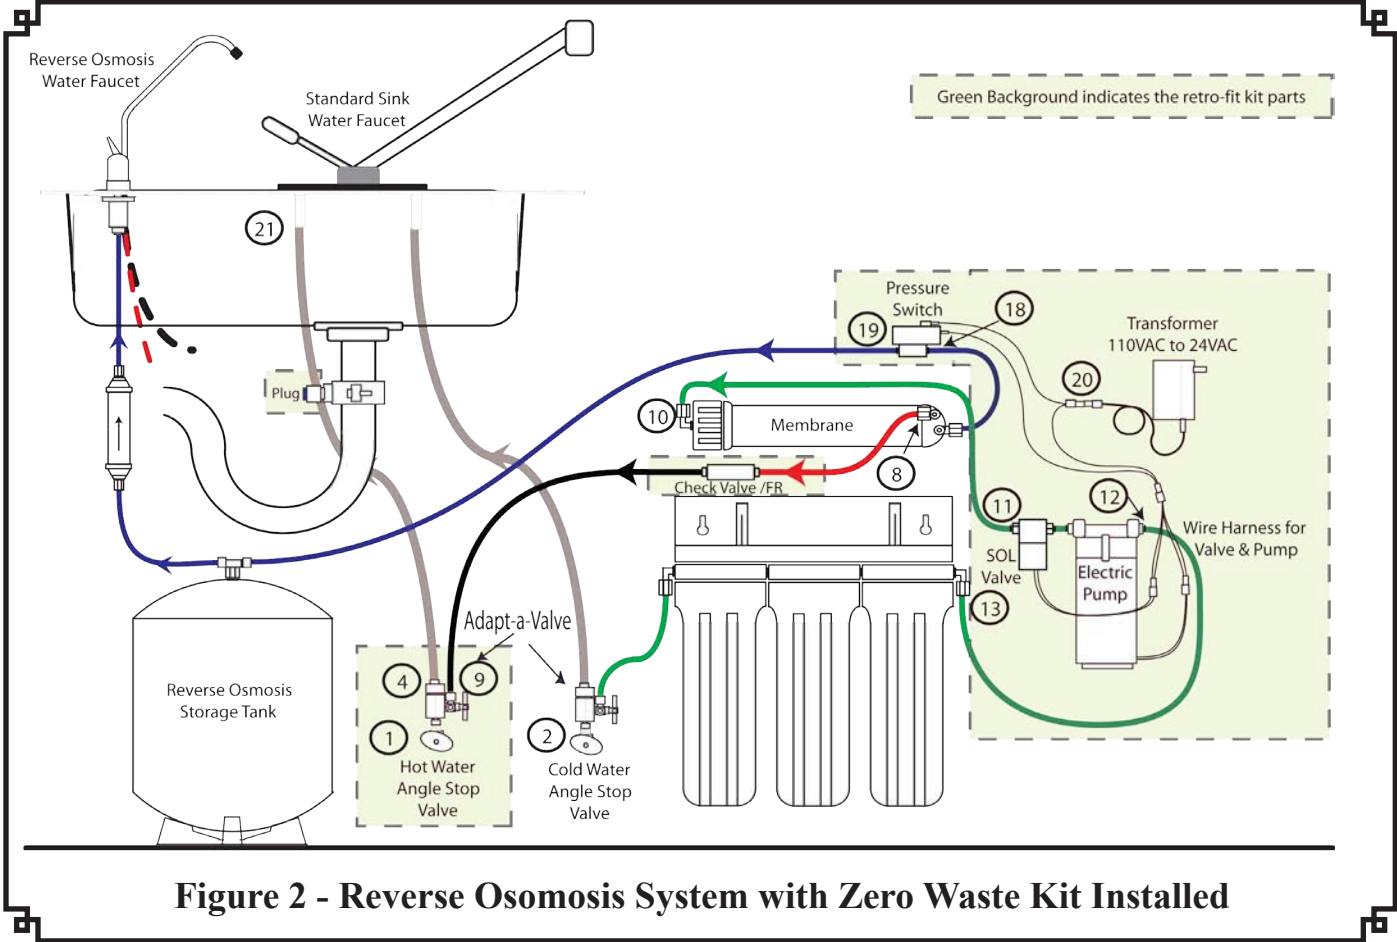 Reverse Osmosis
Water Faucet
Standard Sink
Water Faucet
Green Background indicates the retro-fit kit parts
21
Pressure
Switch
19
18
Transformer
110VAC to 24VAC
20
Plug
10
Membrane
8
Check Valve /FR
11
12
SOL
Valve
Electric
Pump
Wire Harness for
Valve & Pump
13
Adapt-a-Valve
4
9
1
2
Reverse Osmosis
Storage Tank
Hot Water
Angle Stop
Valve
Cold Water
Angle Stop
Valve
Figure 2 - Reverse Osomosis System with Zero Waste Kit Installed